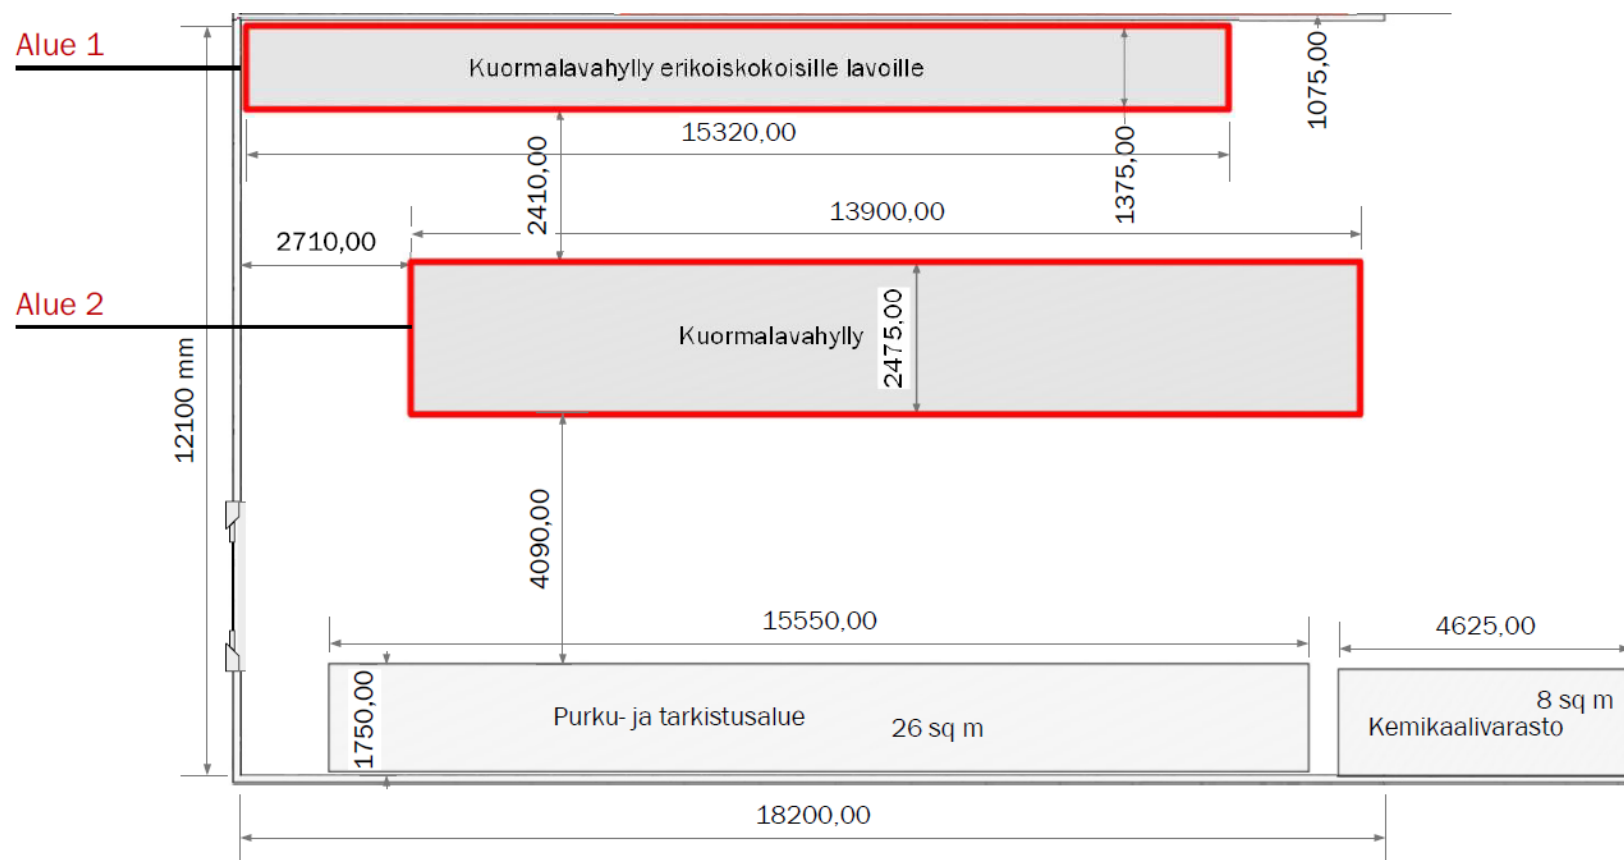 Alue 1
Kuormalavahylly erikoiskokoisille lavoille
1075,00
15320,00
1375,00
2410,00
13900,00
2710,00
Alue 2
Kuormalavahylly
2475,00
12100 mm
4090,00
15550,00
4625,00
1750,00
Purku- ja tarkistusalue
26 sq m
8 sq m
Kemikaalivarasto
18200,00